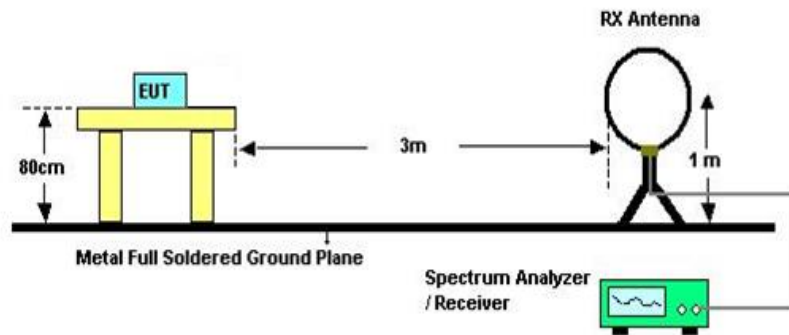 RX Antenna
EUT
80cm
3m
1 m
Metal Full Soldered Ground Plane
Spectrum Analyzer
/ Receiver